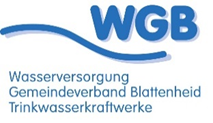 WGB
Wasserversorgung
Gemeindeverband Blattenheid
Trinkwasserkraftwerke